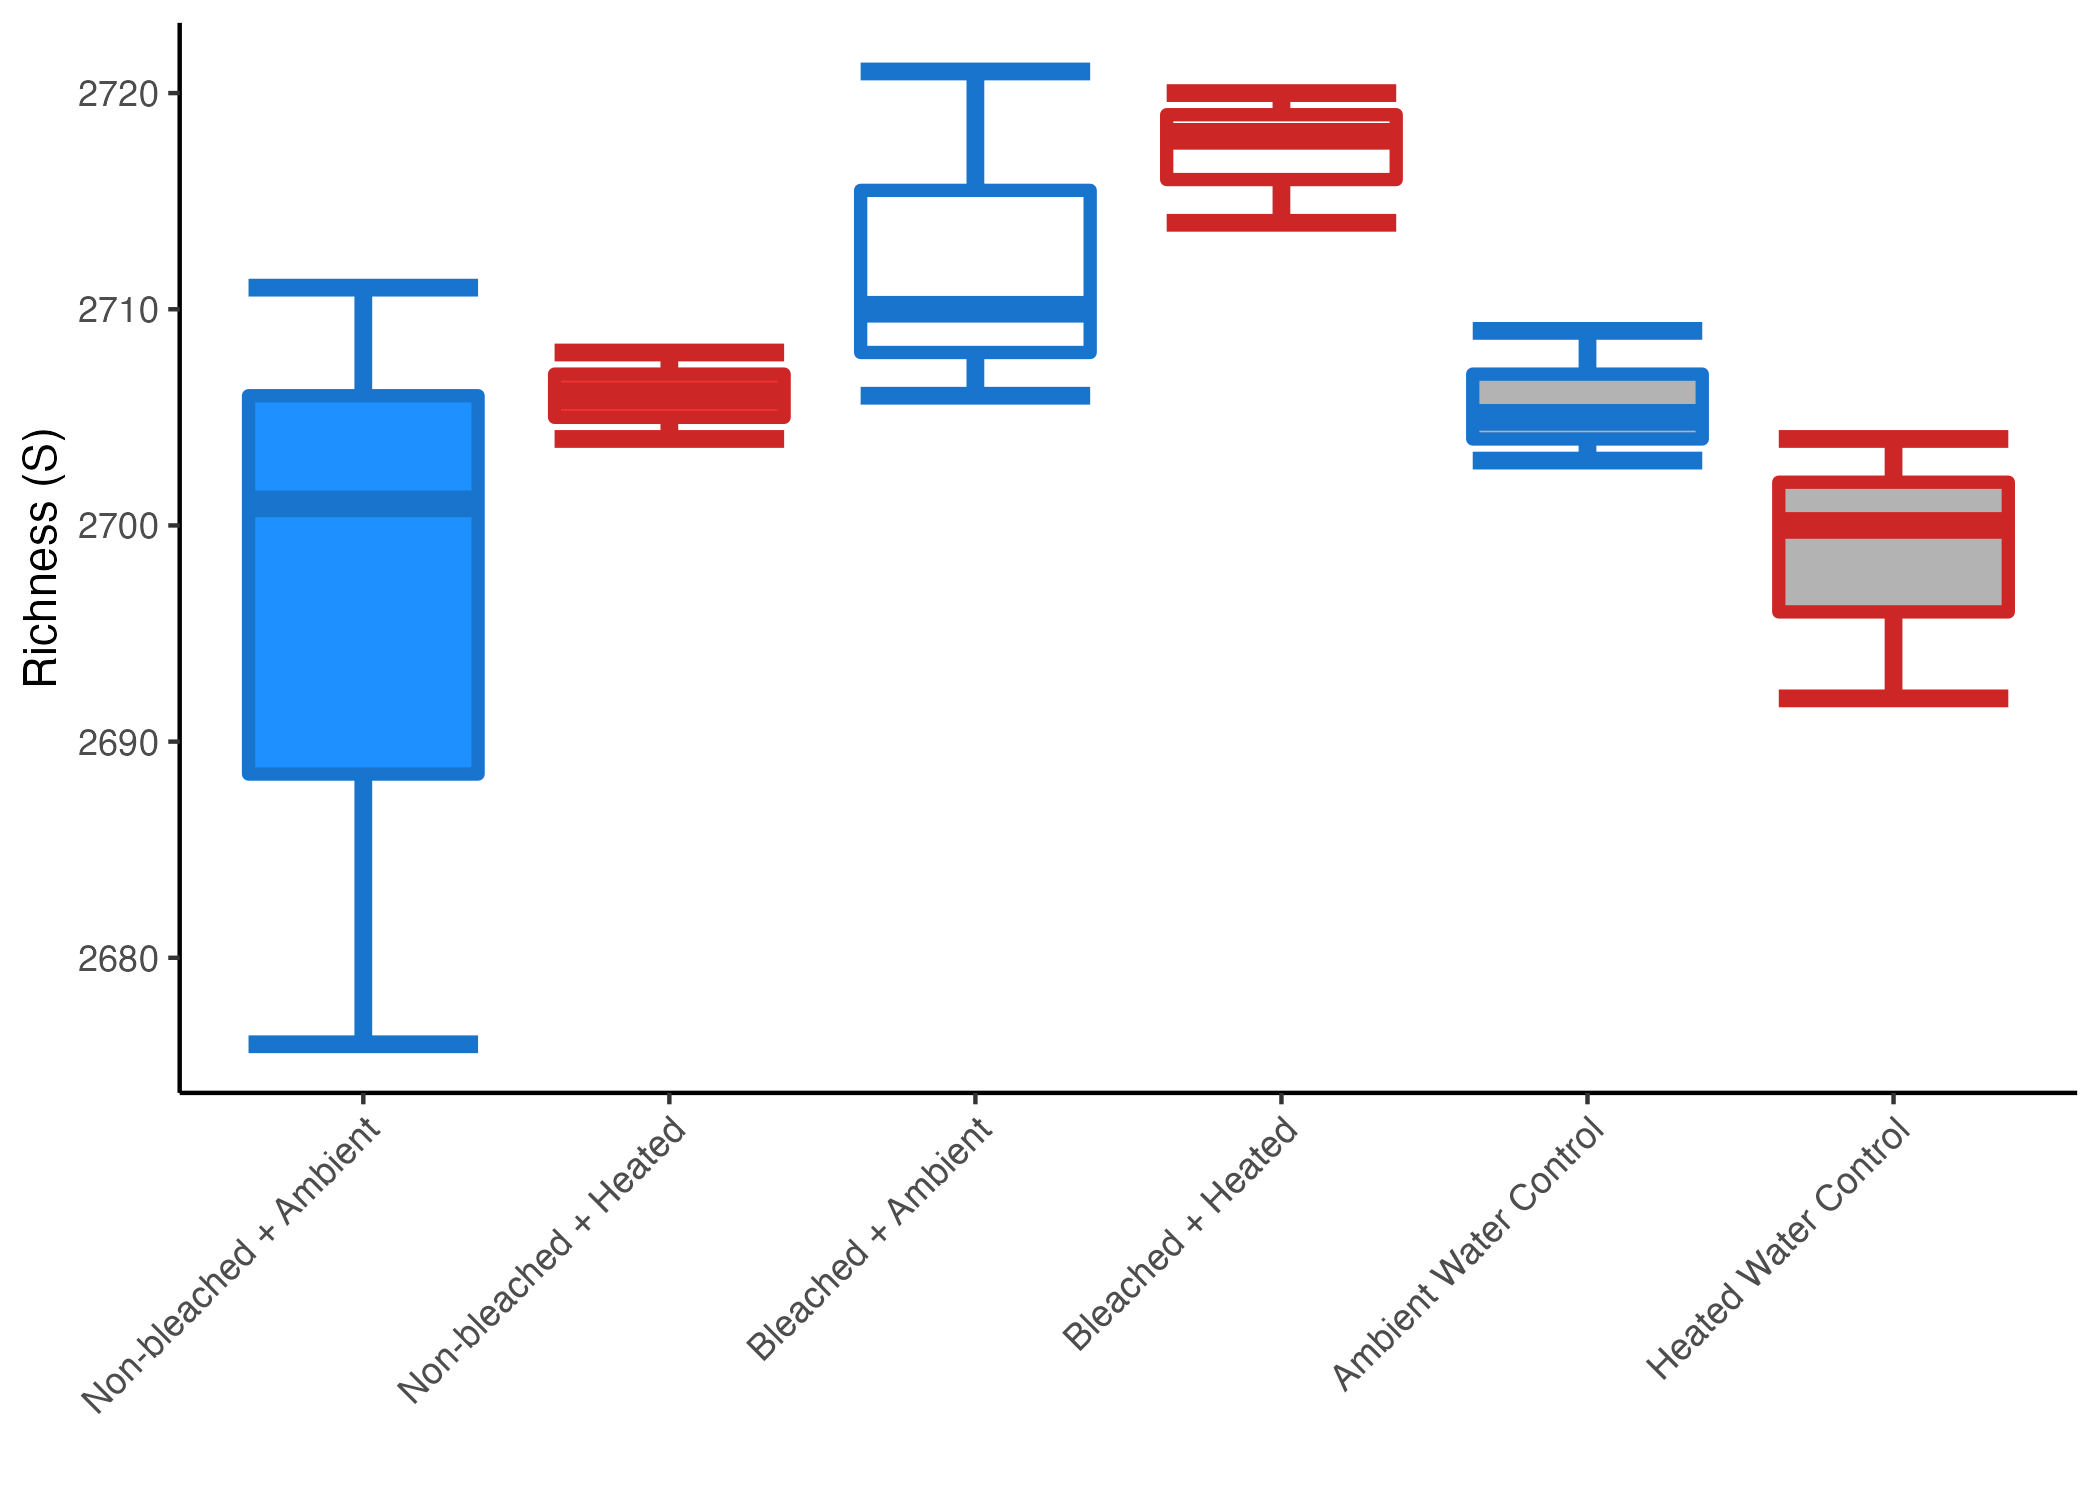 Richness (S)
2720
2710
2700
2690
2680
Non-bleached + Ambient
Non-bleached + Heated
Bleached + Ambient
Bleached + Heated
Ambient Water Control
Heated Water Control